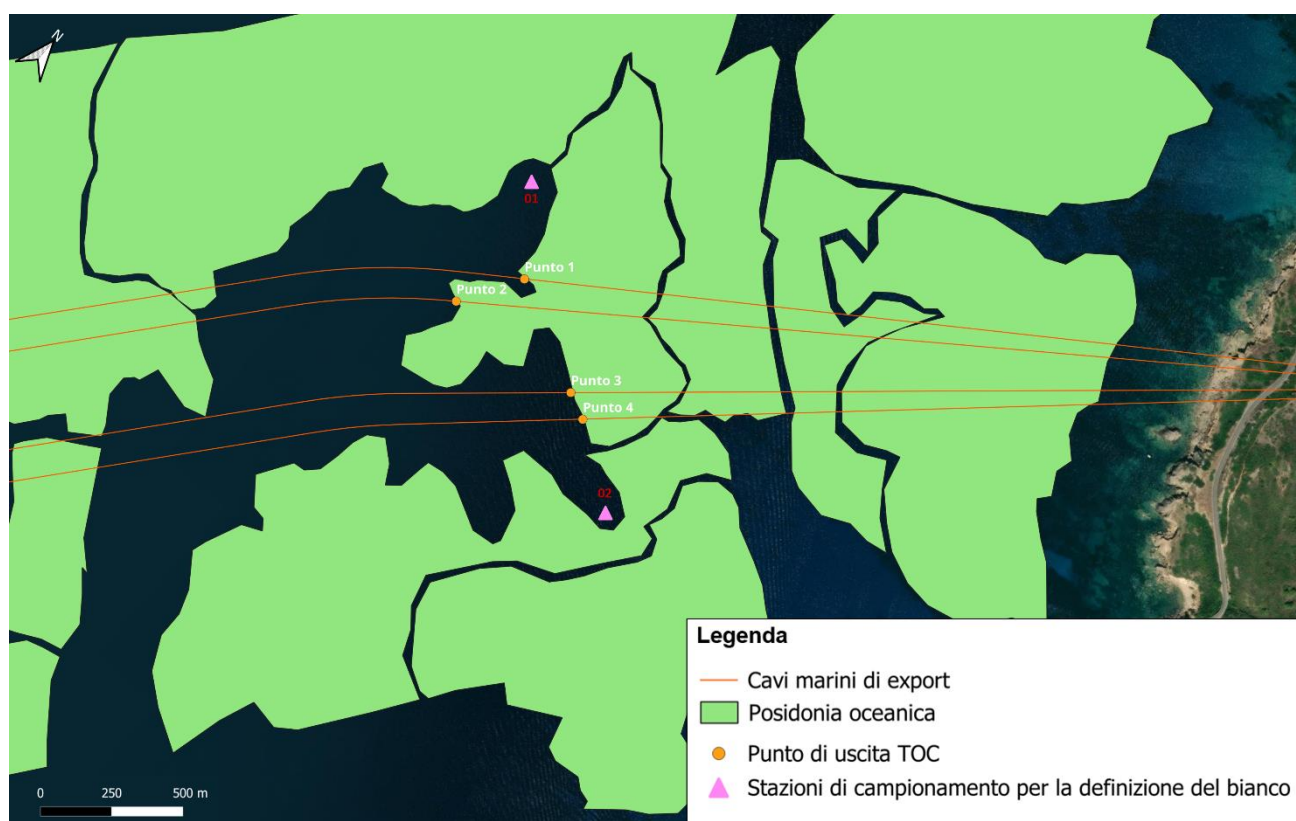 N
01
Punto 1
Punto 2
Punto 3
Punto 4
02
Legenda
Cavi marini di export
Posidonia oceanica
Punto di uscita TOC
Stazioni di campionamento per la definizione del bianco
0 250 500 m